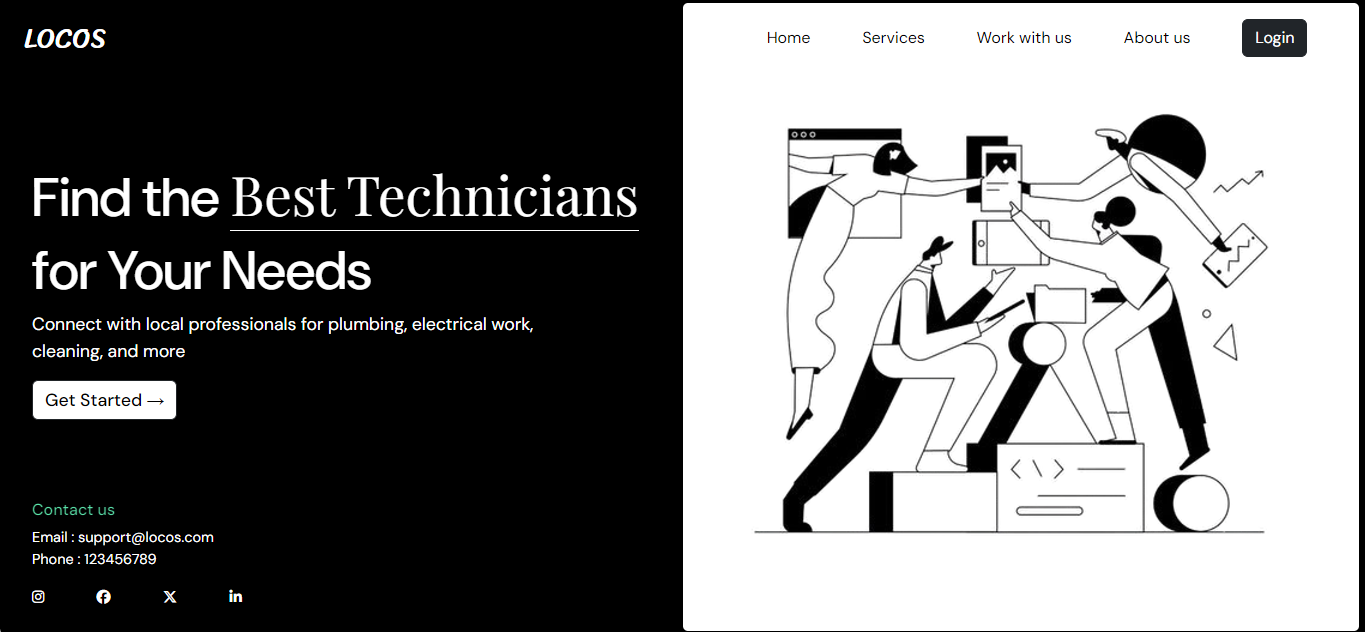 LOCOS
Home Services Work with us About us Login
Find the Best Technicians
for Your Needs
Connect with local professionals for plumbing, electrical work,
cleaning, and more
Get Started →
Contact us
Email : support@locos.com
Phone : 123456789